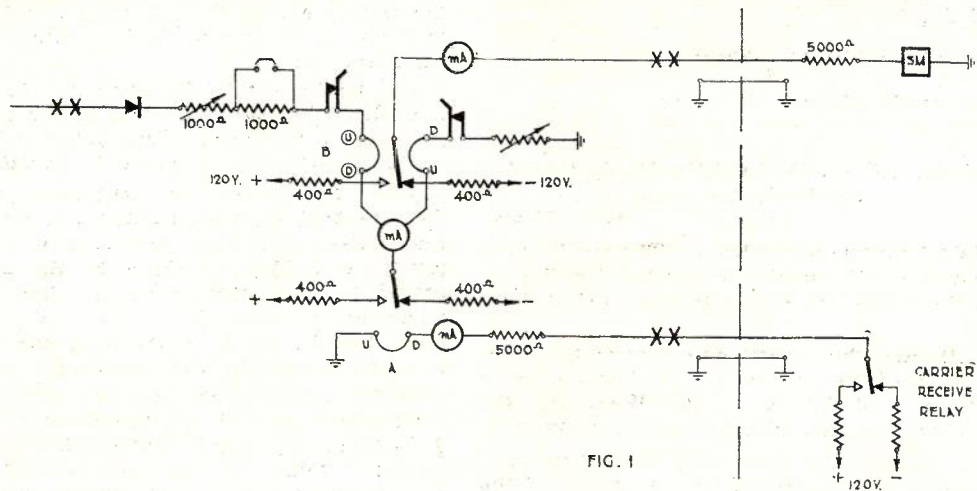 mA
5000Ω
SM
1000Ω
1000Ω
U
B
D
D
U
120V. +
400Ω
400Ω
- 120V.
mA
+
400Ω
400Ω
-
U
D
A
mA
5000Ω
CARRIER
RECEIVE
RELAY
+ 120V. -
FIG. 1